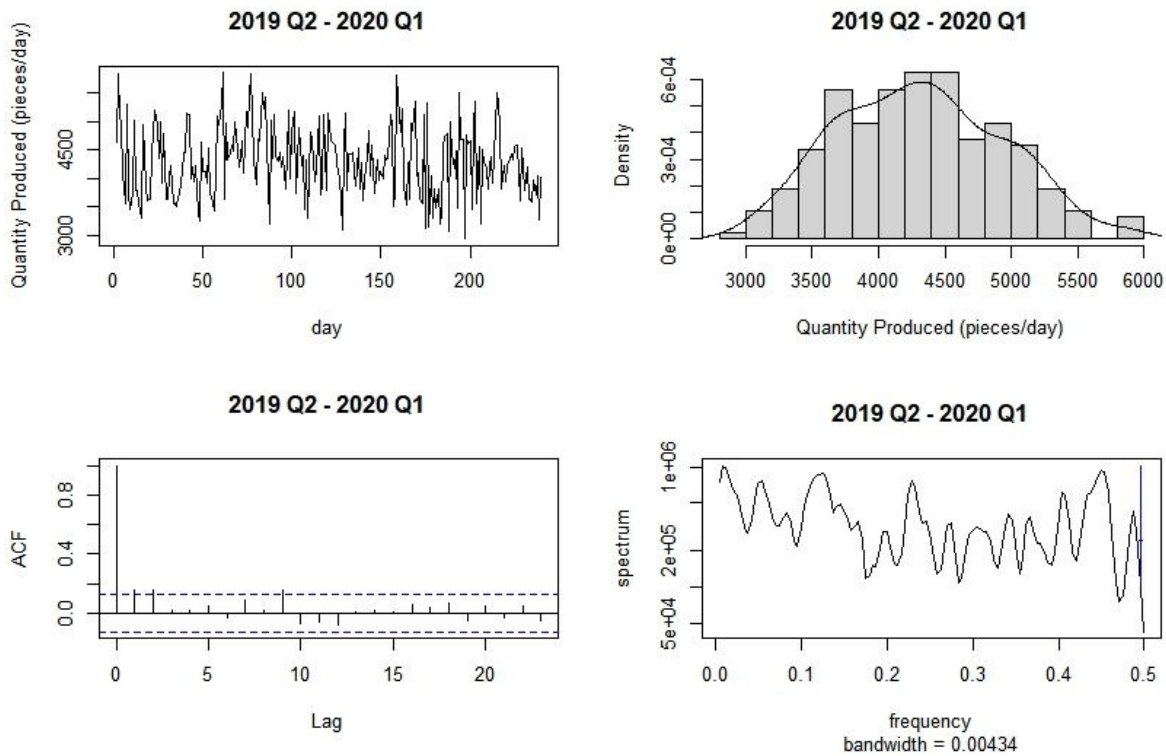 2019 Q2 - 2020 Q1
Quantity Produced (pieces/day)
3000 4500
0 50 100 150 200
day
2019 Q2 - 2020 Q1
Density
0e+00 3e-04 6e-04
3000 3500 4000 4500 5000 5500 6000
Quantity Produced (pieces/day)
2019 Q2 - 2020 Q1
ACF
0.0 0.4 0.8
0 5 10 15 20
Lag
2019 Q2 - 2020 Q1
spectrum
5e+04 2e+05 1e+06
0.0 0.1 0.2 0.3 0.4 0.5
frequency
bandwidth = 0.00434